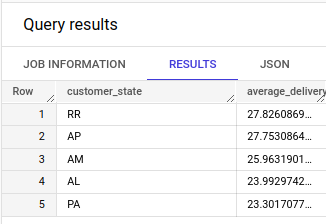 Query results
JOB INFORMATION RESULTS JSON
Row customer_state average_delivery
1 RR 27.8260869...
2 AP 27.7530864...
3 AM 25.9631901...
4 AL 23.9929742...
5 PA 23.3017077...